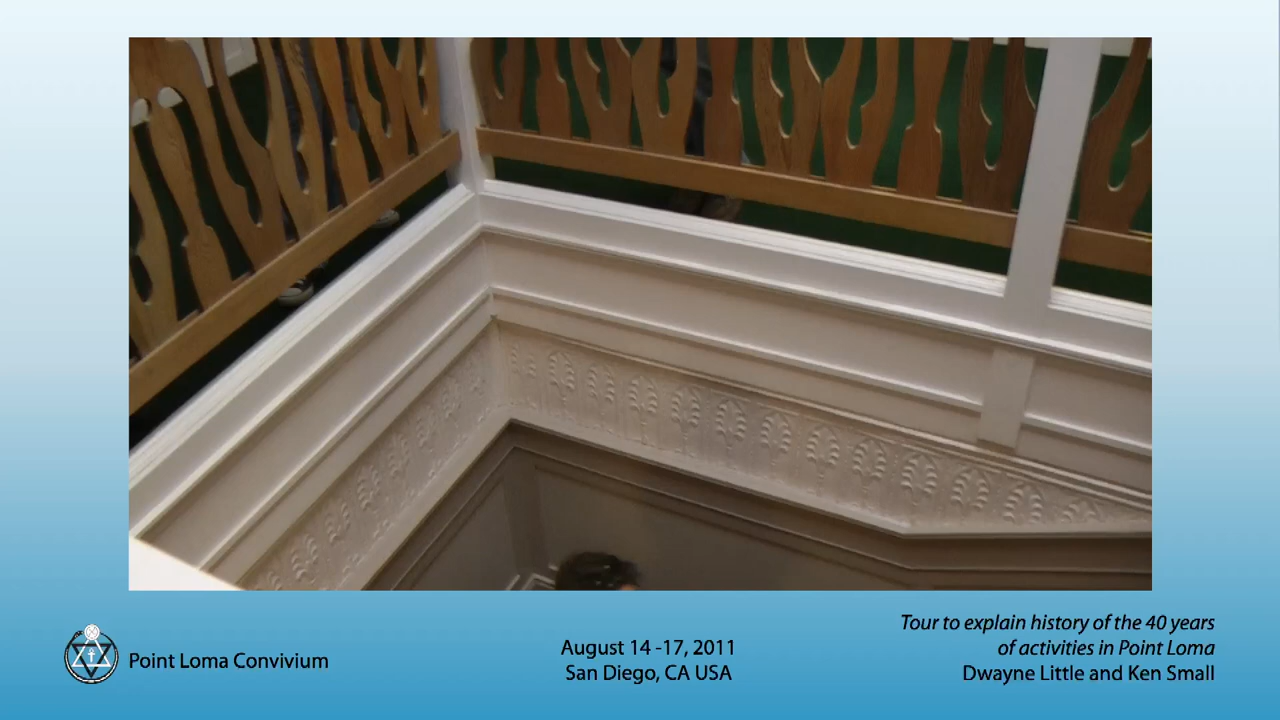 Point Loma Convivium
August 14 -17, 2011
San Diego, CA USA
Tour to explain history of the 40 years
of activities in Point Loma
Dwayne Little and Ken Small